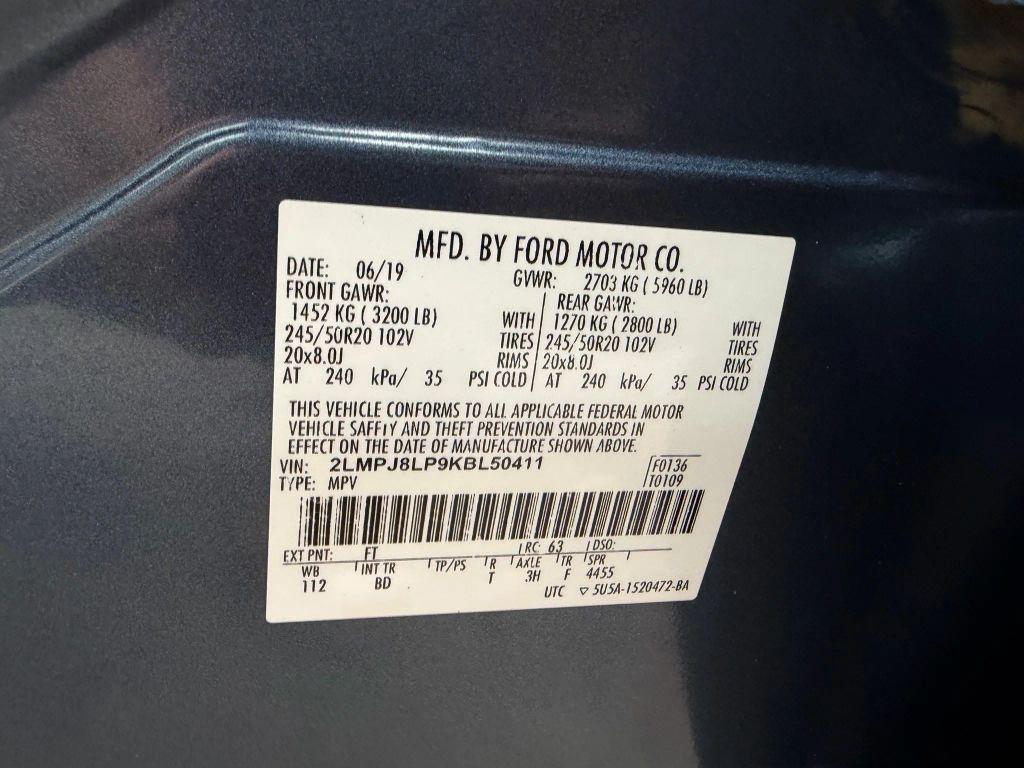 MFD. BY FORD MOTOR CO.
DATE: 06/19 GVWR: 2703 KG ( 5960 LB)
FRONT GAWR: REAR GAWR:
1452 KG ( 3200 LB) WITH 1270 KG ( 2800 LB) WITH
245/50R20 102V TIRES 245/50R20 102V TIRES
20x8.0J RIMS 20x8.0J RIMS
AT 240 kPa/ 35 PSI COLD AT 240 kPa/ 35 PSI COLD
THIS VEHICLE CONFORMS TO ALL APPLICABLE FEDERAL MOTOR
VEHICLE SAFETY AND THEFT PREVENTION STANDARDS IN
EFFECT ON THE DATE OF MANUFACTURE SHOWN ABOVE.
VIN: 2LMPJ8LP9KBL50411 F0136
TYPE: MPV T0109
EXT PNT: FT RC: 63 DSO:
WB INT TR TP/PS R AXLE TR SPR
112 BD T 3H F 4455
UTC ▽ 5U5A-1520472-BA